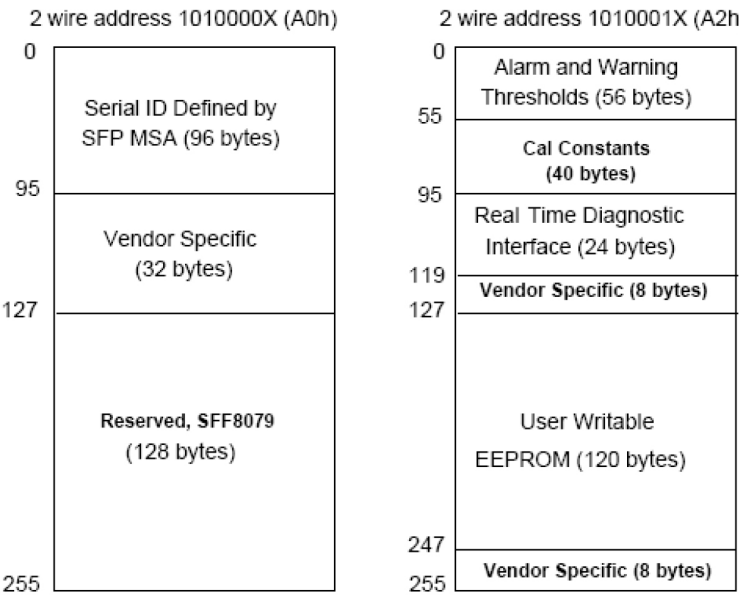 2 wire address 1010000X (A0h)
0
Serial ID Defined by
SFP MSA (96 bytes)
95
Vendor Specific
(32 bytes)
127
Reserved, SFF8079
(128 bytes)
255
2 wire address 1010001X (A2h
0
Alarm and Warning
Thresholds (56 bytes)
55
Cal Constants
(40 bytes)
95
Real Time Diagnostic
Interface (24 bytes)
119
Vendor Specific (8 bytes)
127
User Writable
EEPROM (120 bytes)
247
Vendor Specific (8 bytes)
255